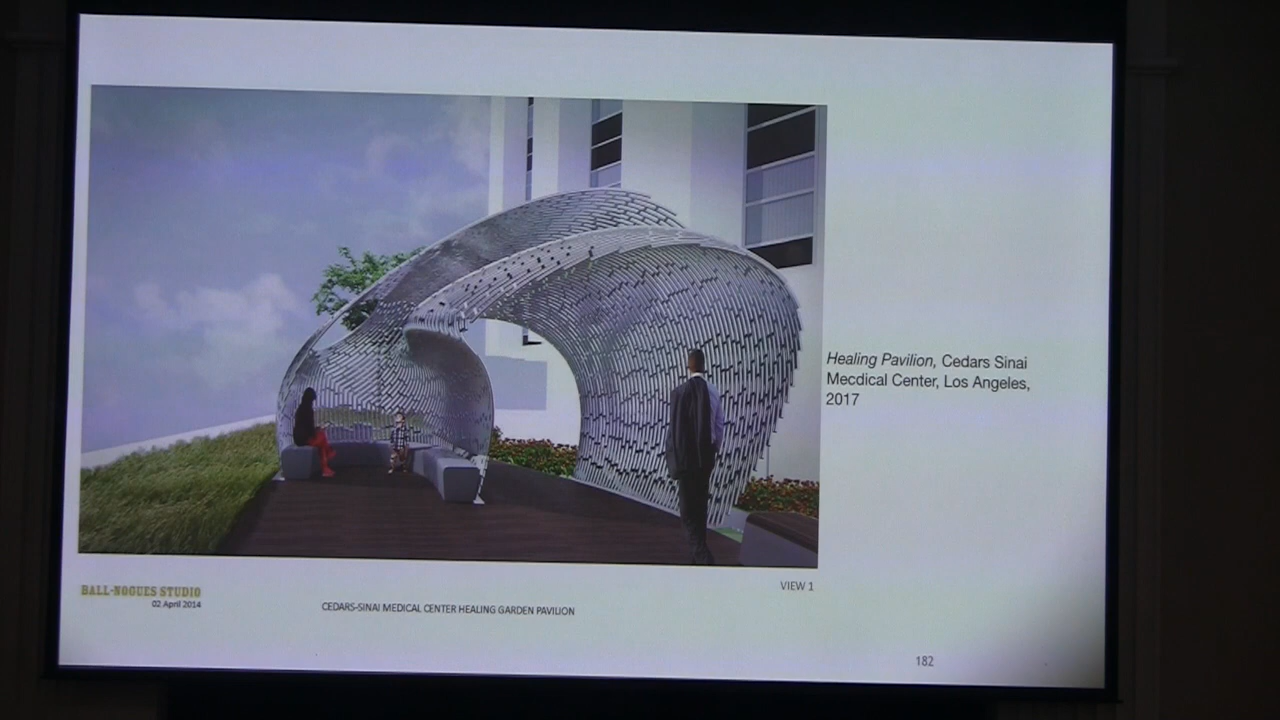 Healing Pavilion, Cedars Sinai
Mecdical Center, Los Angeles,
2017
VIEW 1
BALL-NOGUES STUDIO
02 April 2014
CEDARS-SINAI MEDICAL CENTER HEALING GARDEN PAVILION
182